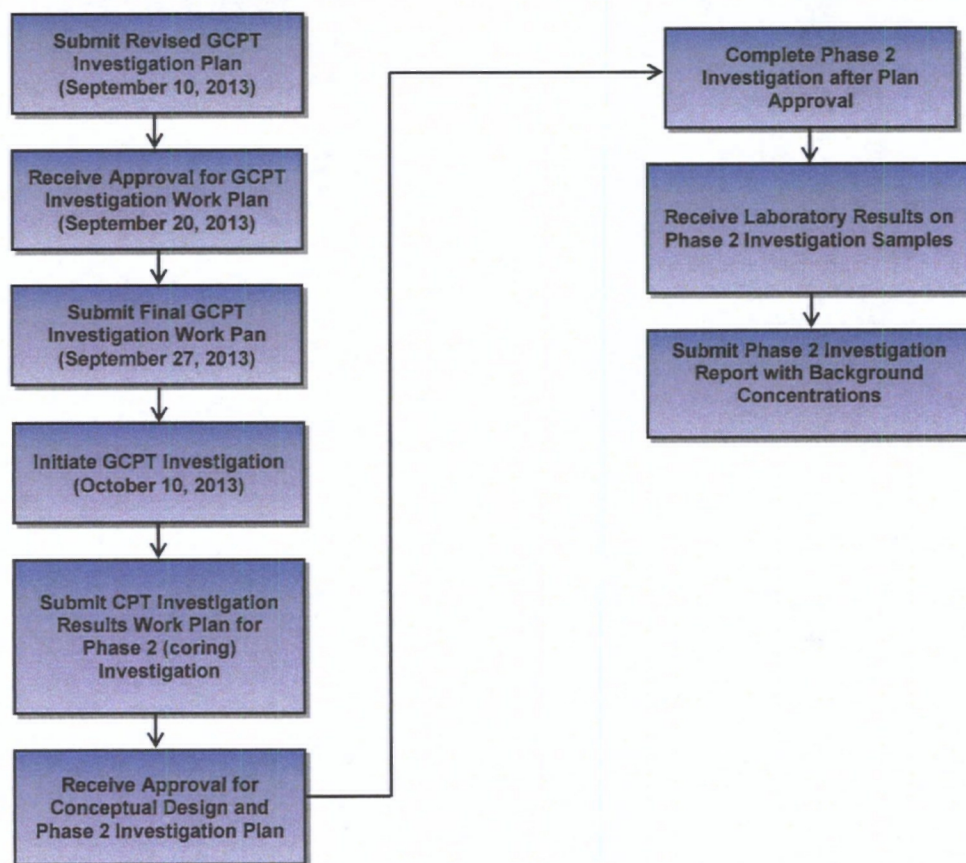 Submit Revised GCPT
Investigation Plan
(September 10, 2013)
Receive Approval for GCPT
Investigation Work Plan
(September 20, 2013)
Submit Final GCPT
Investigation Work Pan
(September 27, 2013)
Initiate GCPT Investigation
(October 10, 2013)
Submit CPT Investigation
Results Work Plan for
Phase 2 (coring)
Investigation
Receive Approval for
Conceptual Design and
Phase 2 Investigation Plan
Complete Phase 2
Investigation after Plan
Approval
Receive Laboratory Results on
Phase 2 Investigation Samples
Submit Phase 2 Investigation
Report with Background
Concentrations